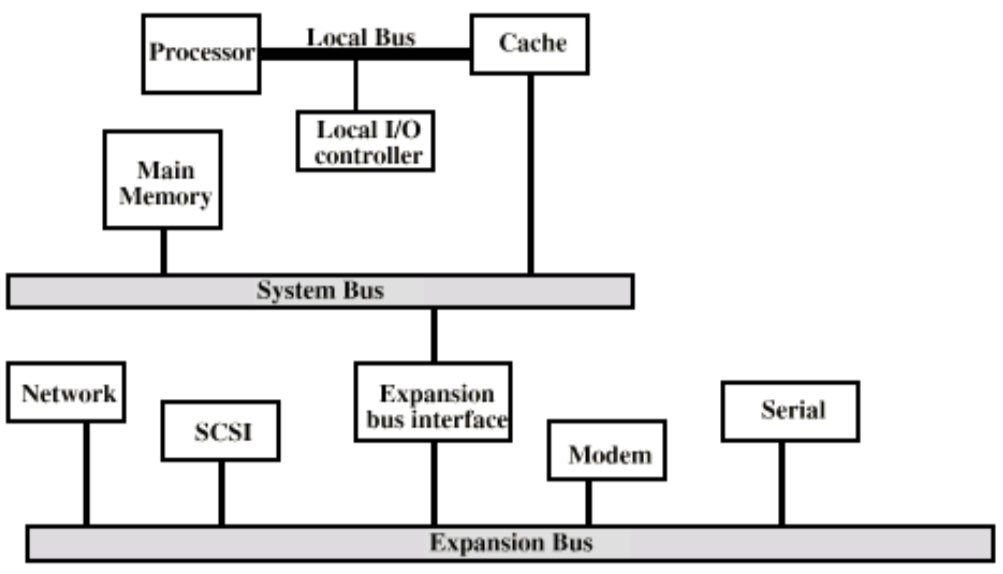 Processor
Local Bus
Cache
Local I/O
controller
Main
Memory
System Bus
Network
SCSI
Expansion
bus interface
Modem
Serial
Expansion Bus